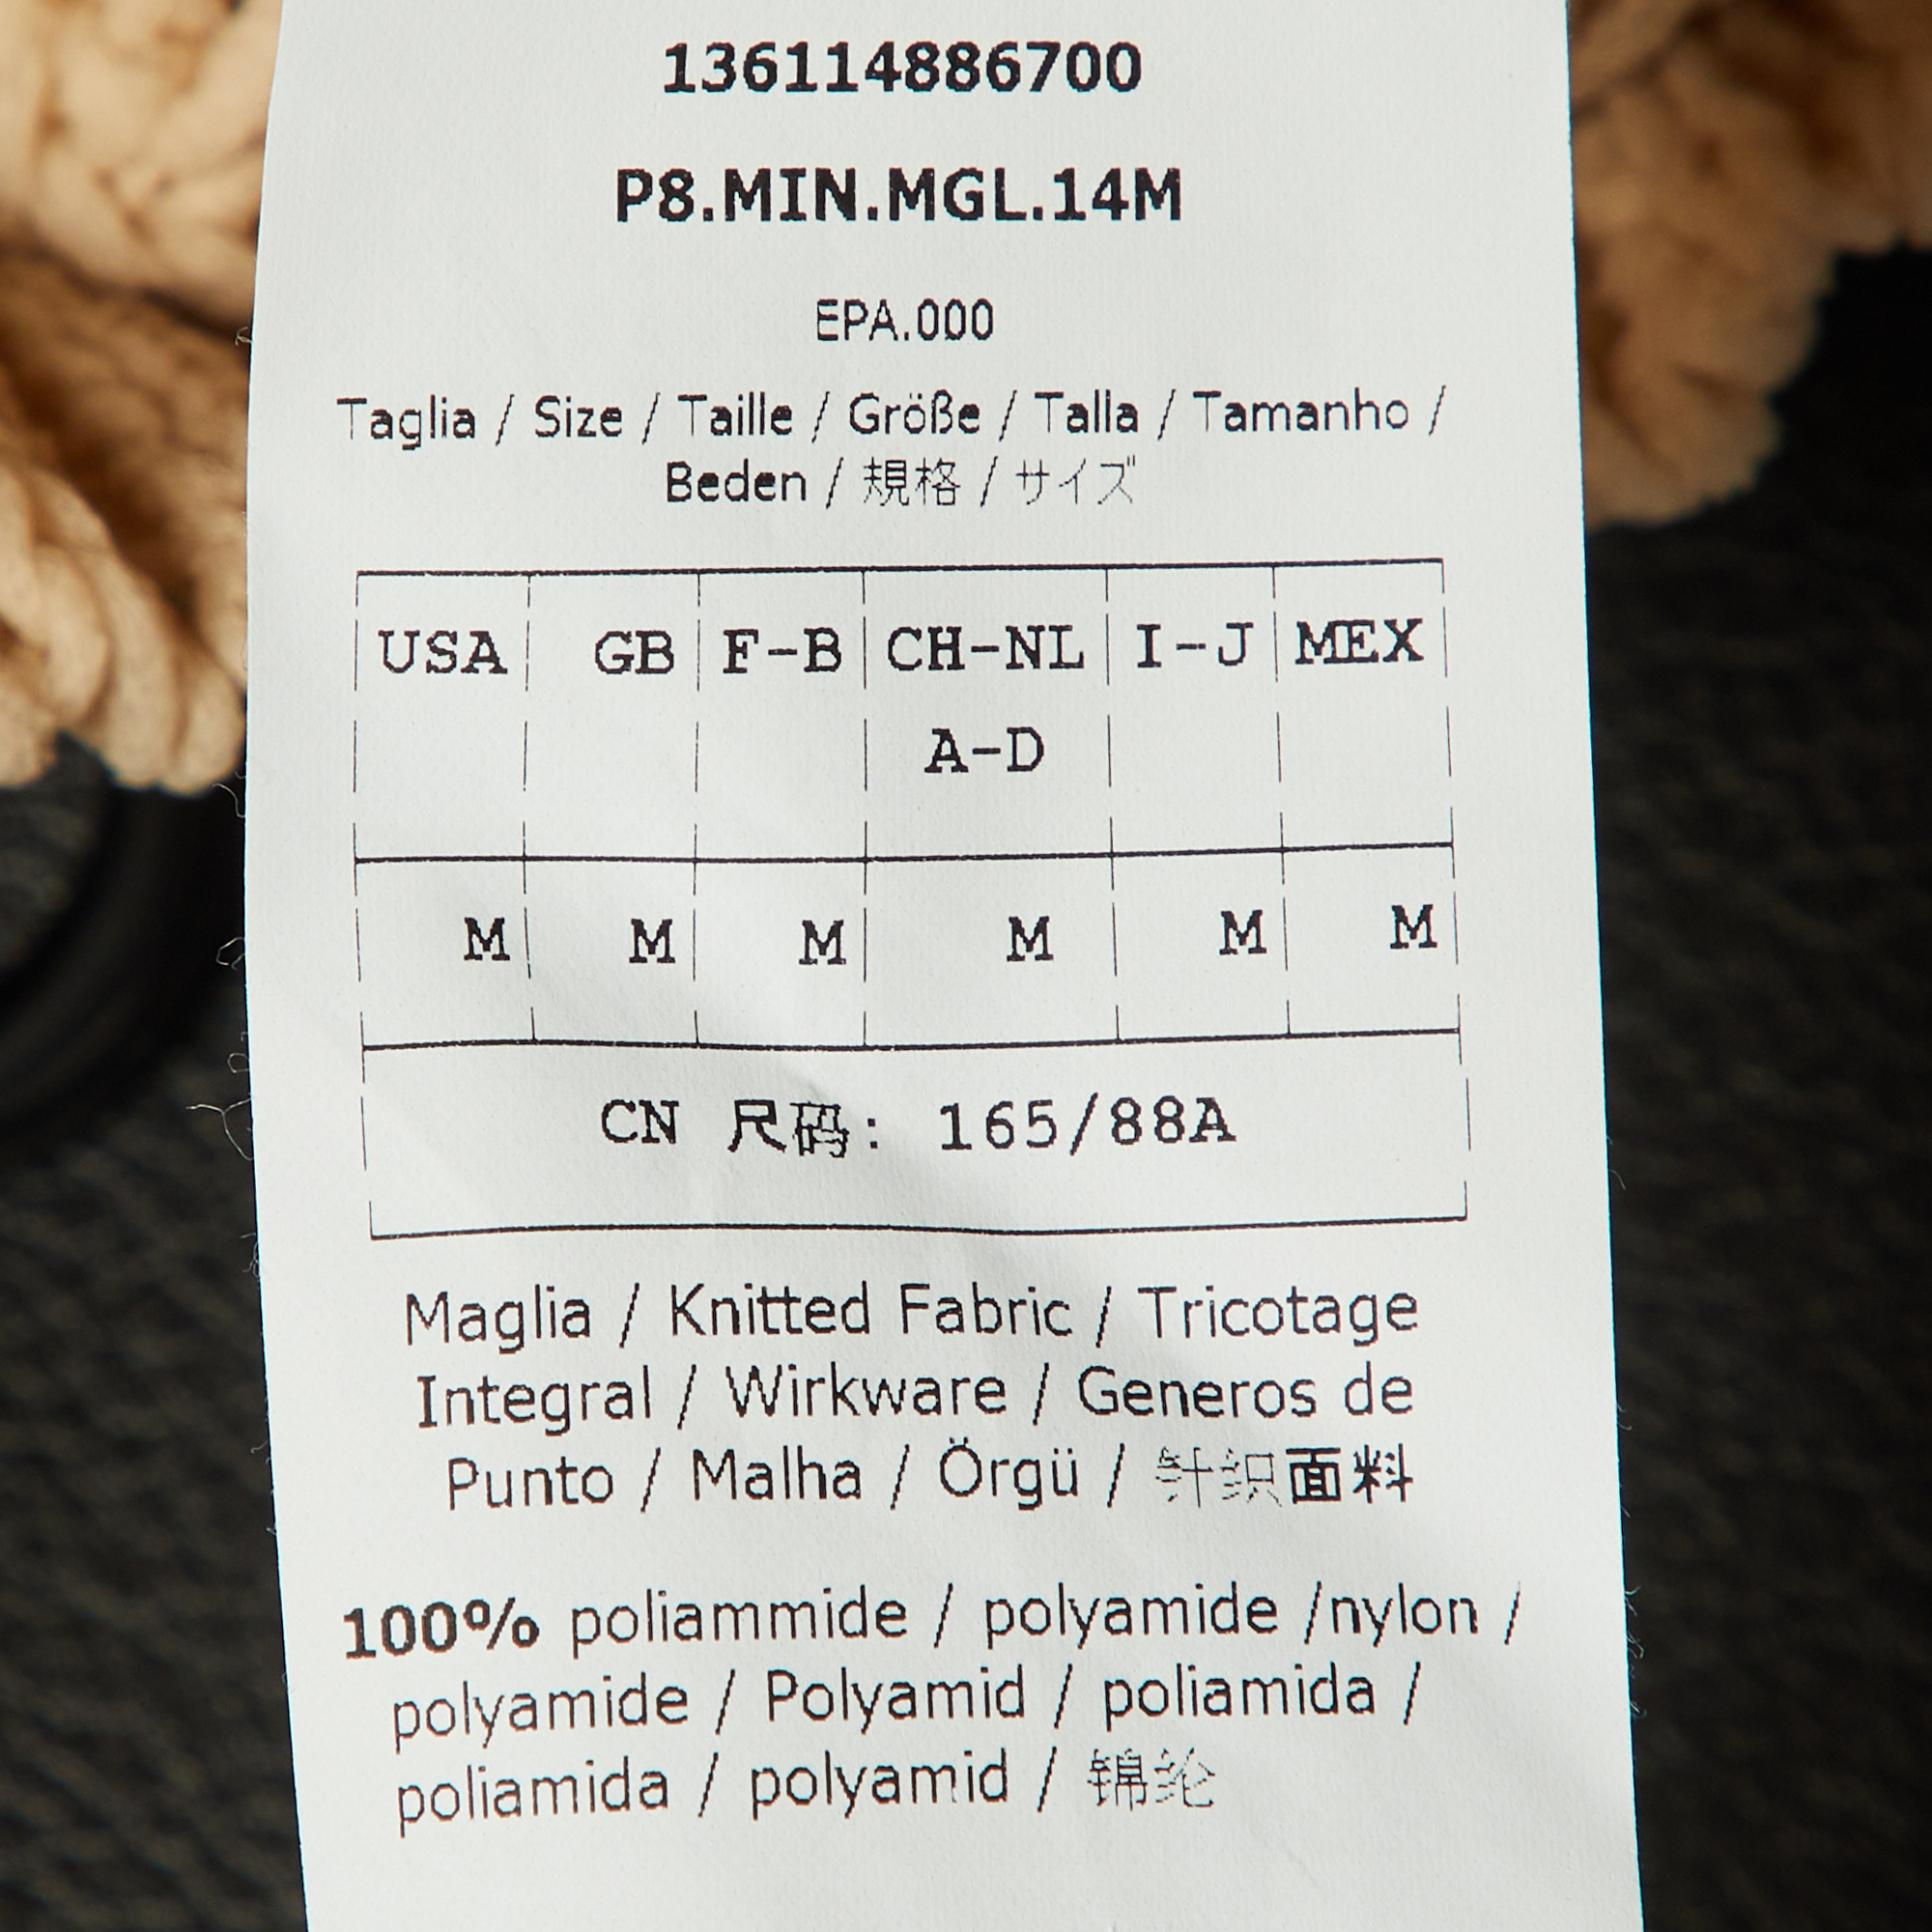 136114886700
P8.MIN.MGL.14M
EPA.000
Taglia / Size / Taille / Größe / Talla / Tamanho /
Beden / 規格 / サイズ
USA GB F-B CH-NL I-J MEX
A-D
M M M M M M
CN 尺码: 165/88A
Maglia / Knitted Fabric / Tricotage
Integral / Wirkware / Generos de
Punto / Malha / Örgü / 针织面料
100% poliammide / polyamide /nylon /
polyamide / Polyamid / poliamida /
poliamida / polyamid / 锦纶